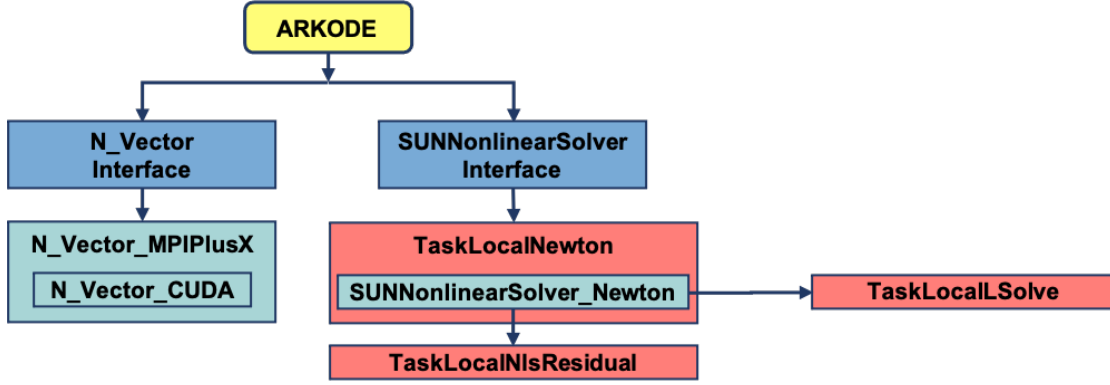 ARKODE
N_Vector
Interface
SUNNonlinearSolver
Interface
N_Vector_MPIPlusX
N_Vector_CUDA
TaskLocalNewton
SUNNonlinearSolver_Newton
TaskLocalLSolve
TaskLocalNlsResidual